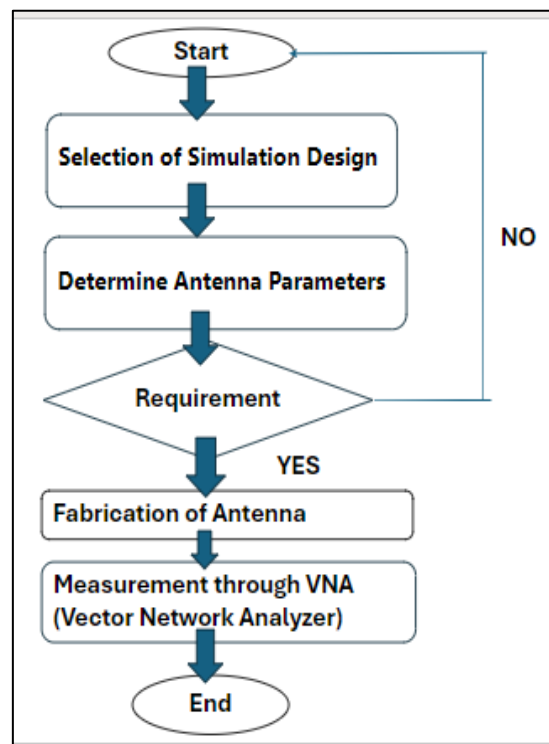 Start
Selection of Simulation Design
Determine Antenna Parameters
NO
Requirement
YES
Fabrication of Antenna
Measurement through VNA
(Vector Network Analyzer)
End